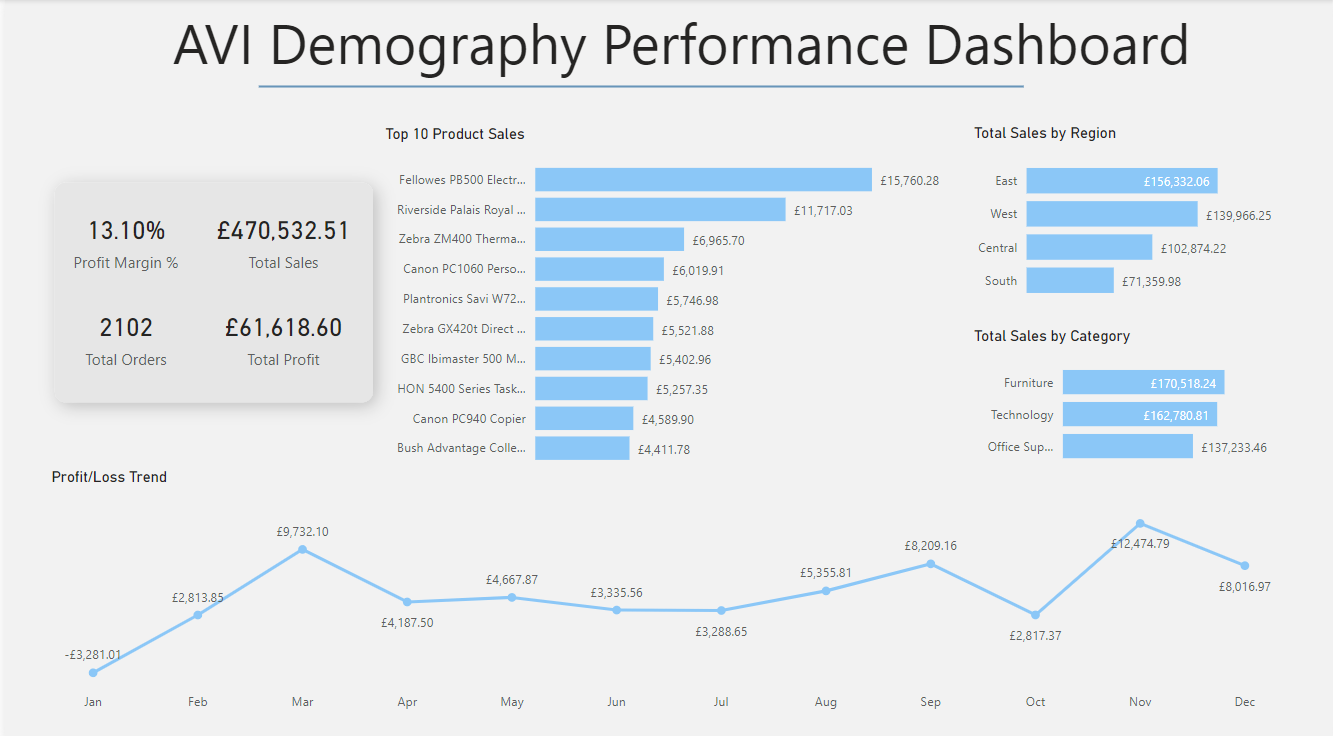 AVI Demography Performance Dashboard
13.10%
Profit Margin %
£470,532.51
Total Sales
2102
Total Orders
£61,618.60
Total Profit
Top 10 Product Sales
Fellowes PB500 Electr... £15,760.28
Riverside Palais Royal ... £11,717.03
Zebra ZM400 Therma... £6,965.70
Canon PC1060 Perso... £6,019.91
Plantronics Savi W72... £5,746.98
Zebra GX420t Direct ... £5,521.88
GBC Ibimaster 500 M... £5,402.96
HON 5400 Series Task... £5,257.35
Canon PC940 Copier £4,589.90
Bush Advantage Colle... £4,411.78
Total Sales by Region
East £156,332.06
West £139,966.25
Central £102,874.22
South £71,359.98
Total Sales by Category
Furniture £170,518.24
Technology £162,780.81
Office Sup... £137,233.46
Profit/Loss Trend
-£3,281.01
£2,813.85
£9,732.10
£4,187.50
£4,667.87
£3,335.56
£3,288.65
£5,355.81
£8,209.16
£2,817.37
£12,474.79
£8,016.97
Jan Feb Mar Apr May Jun Jul Aug Sep Oct Nov Dec